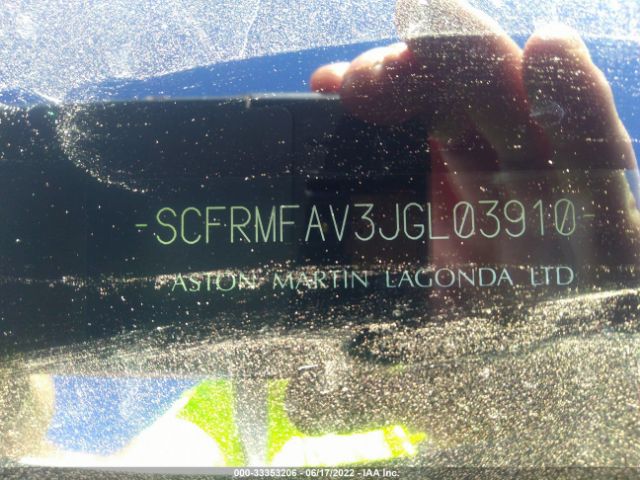 -SCFRMFAV3JGL03910-
ASTON MARTIN LAGONDA LTD
000-33353206 - 06/17/2022 - IAA Inc.